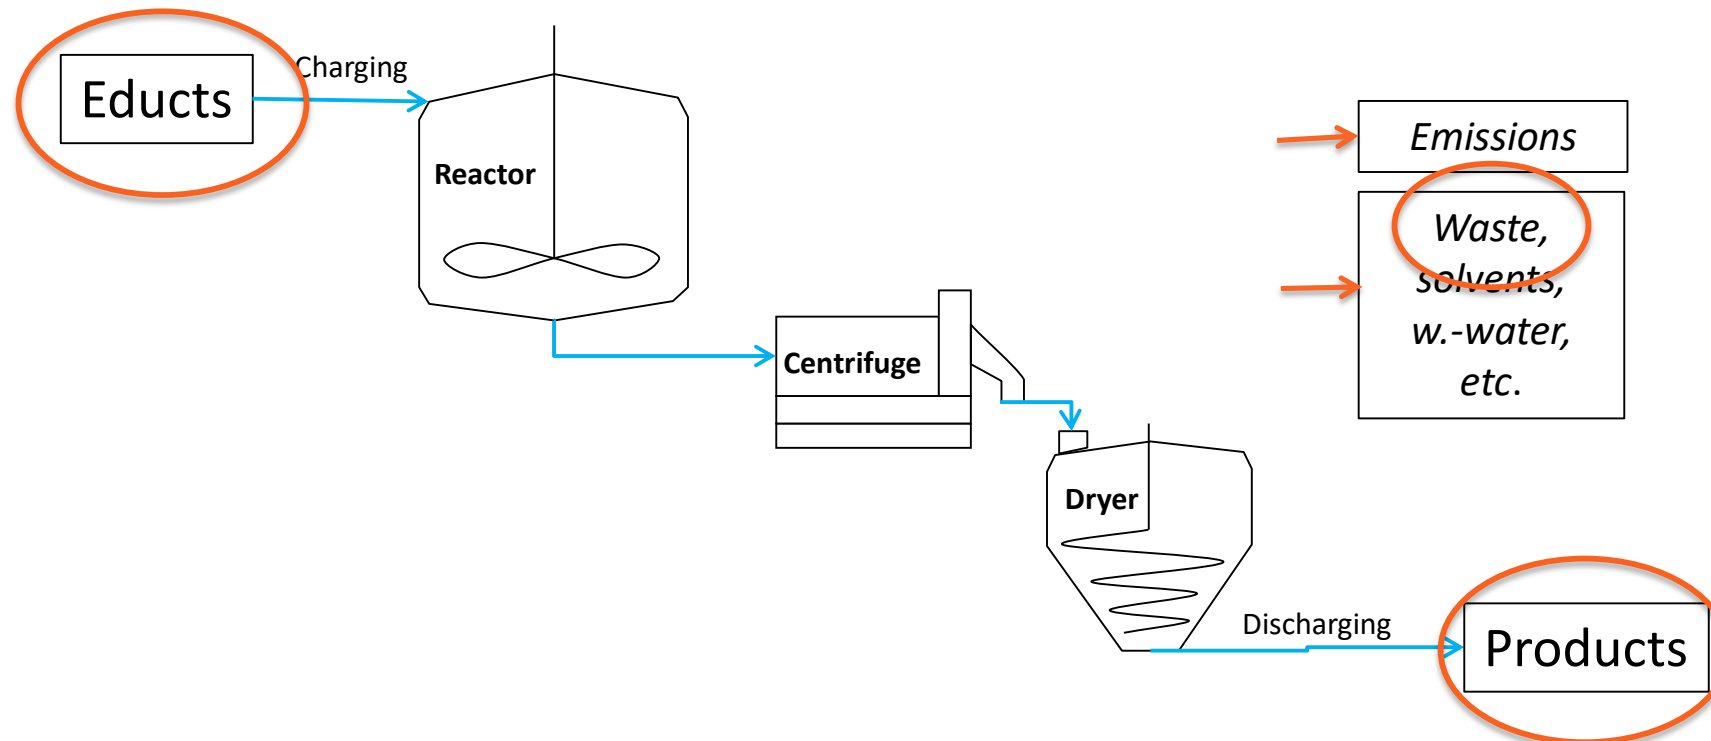 Educts
Charging
Reactor
Emissions
Waste,
solvents,
w.-water,
etc.
Centrifuge
Dryer
Discharging
Products